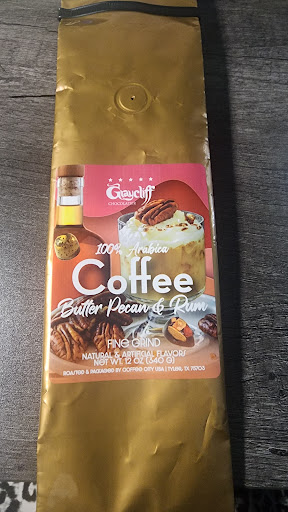 Graycliff
CHOCOLATIER
100% Arabica
Coffee
Butter Pecan & Rum
FINE GRIND
NATURAL & ARTIFICIAL FLAVORS
NET WT. 12 OZ (340 G)
ROASTED & PACKAGED BY COFFEE CITY USA | TYLER, TX 75703